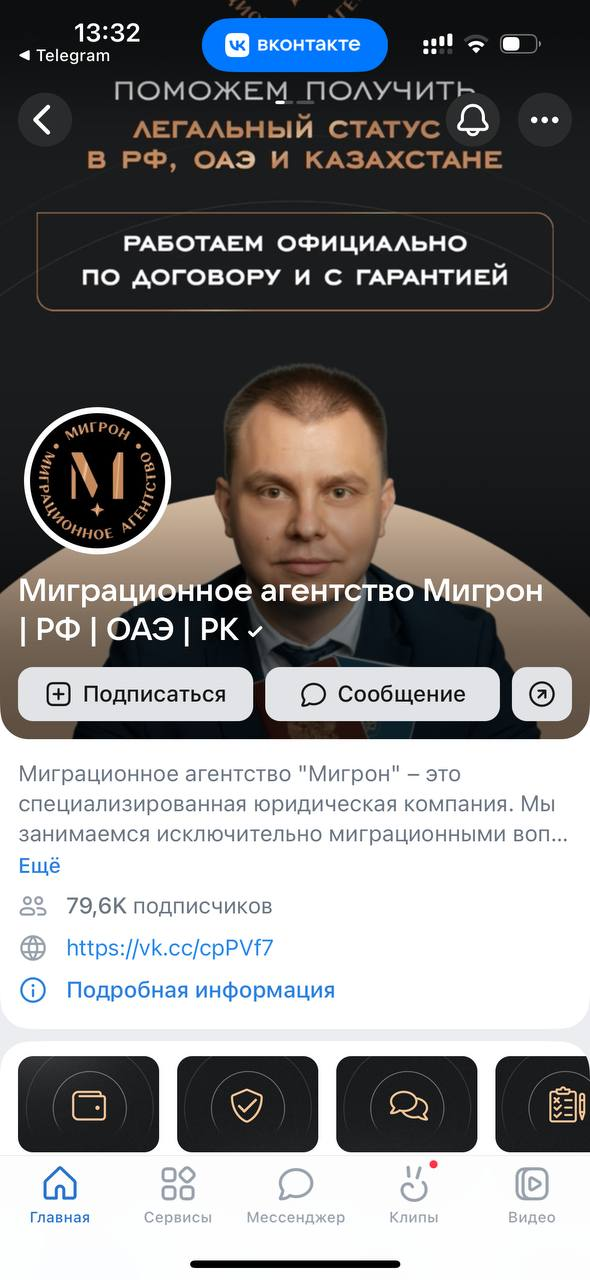 13:32
Telegram
вконтакте
ПОМОЖЕМ ПОЛУЧИТЬ
ЛЕГАЛЬНЫЙ СТАТУС
В РФ, ОАЭ И КАЗАХСТАНЕ
РАБОТАЕМ ОФИЦИАЛЬНО
ПО ДОГОВОРУ И С ГАРАНТИЕЙ
МИГРОН
М
МИГРАЦИОННОЕ АГЕНТСТВО
Миграционное агентство Мигрон
| РФ | ОАЭ | РК
Подписаться
Сообщение
Миграционное агентство "Мигрон" – это
специализированная юридическая компания. Мы
занимаемся исключительно миграционными воп...
Ещё
79,6K подписчиков
https://vk.cc/cpPVf7
Подробная информация
Главная
Сервисы
Мессенджер
Клипы
Видео